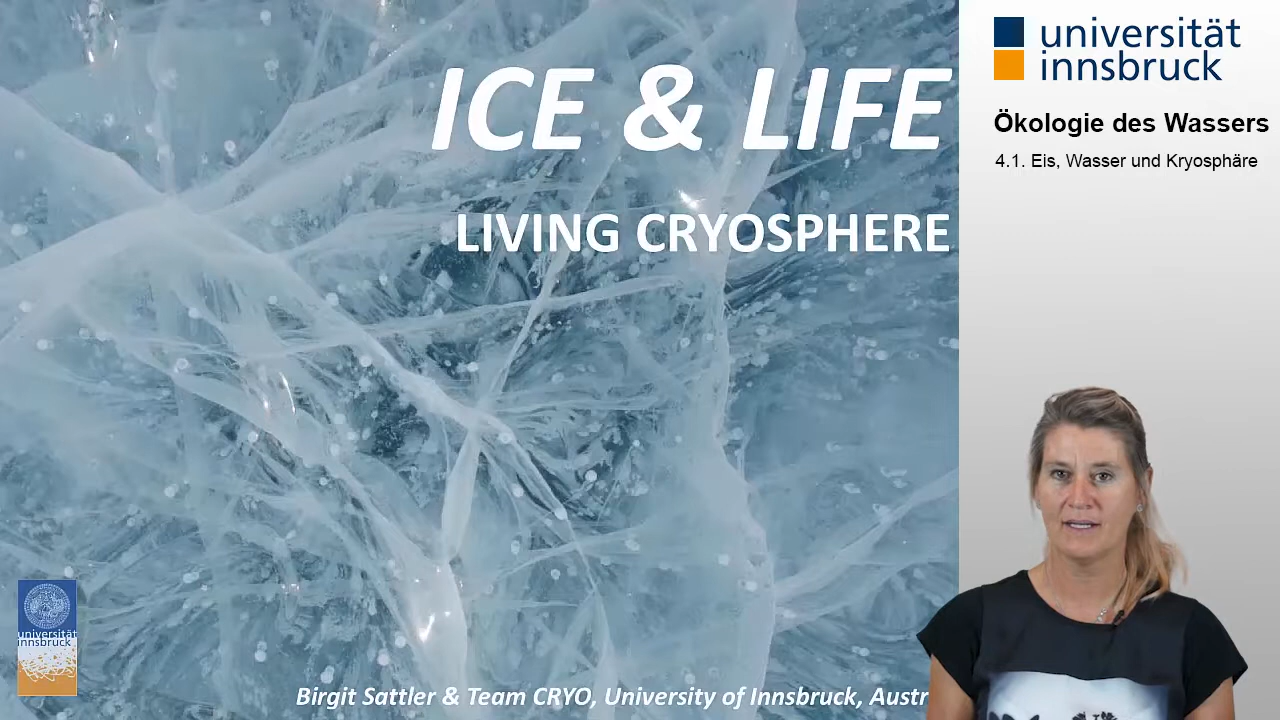 ICE & LIFE
LIVING CRYOSPHERE
universität
innsbruck
Ökologie des Wassers
4.1. Eis, Wasser und Kryosphäre
universität
innsbruck
Birgit Sattler & Team CRYO, University of Innsbruck, Austr